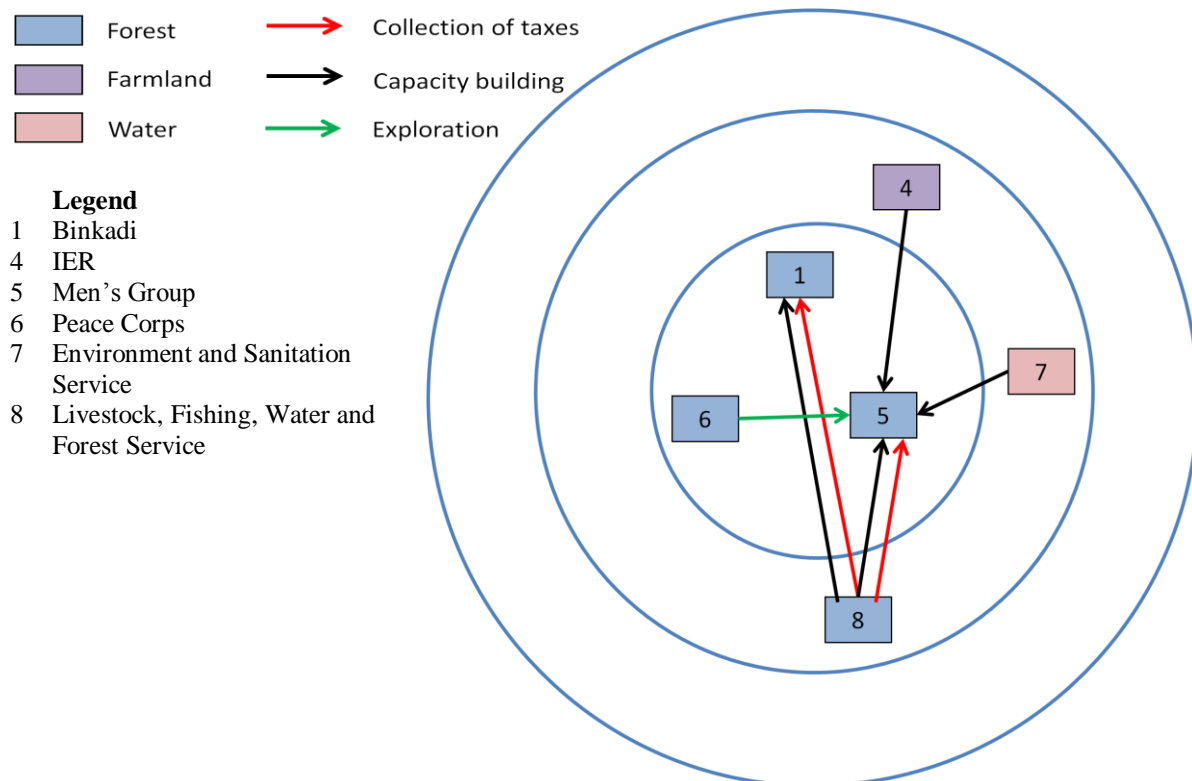 Forest
Collection of taxes
Farmland
Capacity building
Water
Exploration
Legend
1 Binkadi
4 IER
5 Men’s Group
6 Peace Corps
7 Environment and Sanitation
Service
8 Livestock, Fishing, Water and
Forest Service
4
1
7
6
5
8